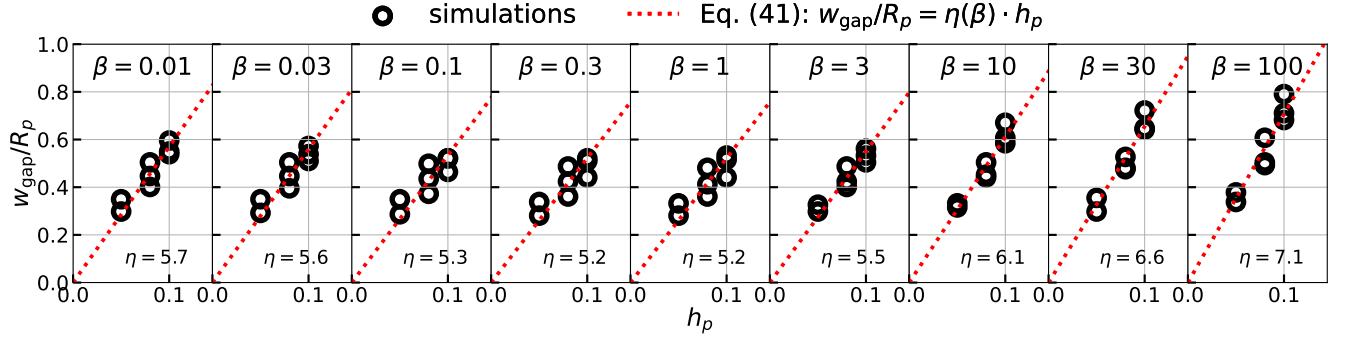 simulations Eq. (41): w_gap/R_p = η(β) · h_p
1.0
0.8
0.6
0.4
0.2
0.0
w_gap/R_p
β = 0.01 β = 0.03 β = 0.1 β = 0.3 β = 1 β = 3 β = 10 β = 30 β = 100
η = 5.7 η = 5.6 η = 5.3 η = 5.2 η = 5.2 η = 5.5 η = 6.1 η = 6.6 η = 7.1
0.0 0.1 0.0 0.1 0.0 0.1 0.0 0.1 0.0 0.1 0.0 0.1 0.0 0.1 0.0 0.1 0.0 0.1
h_p